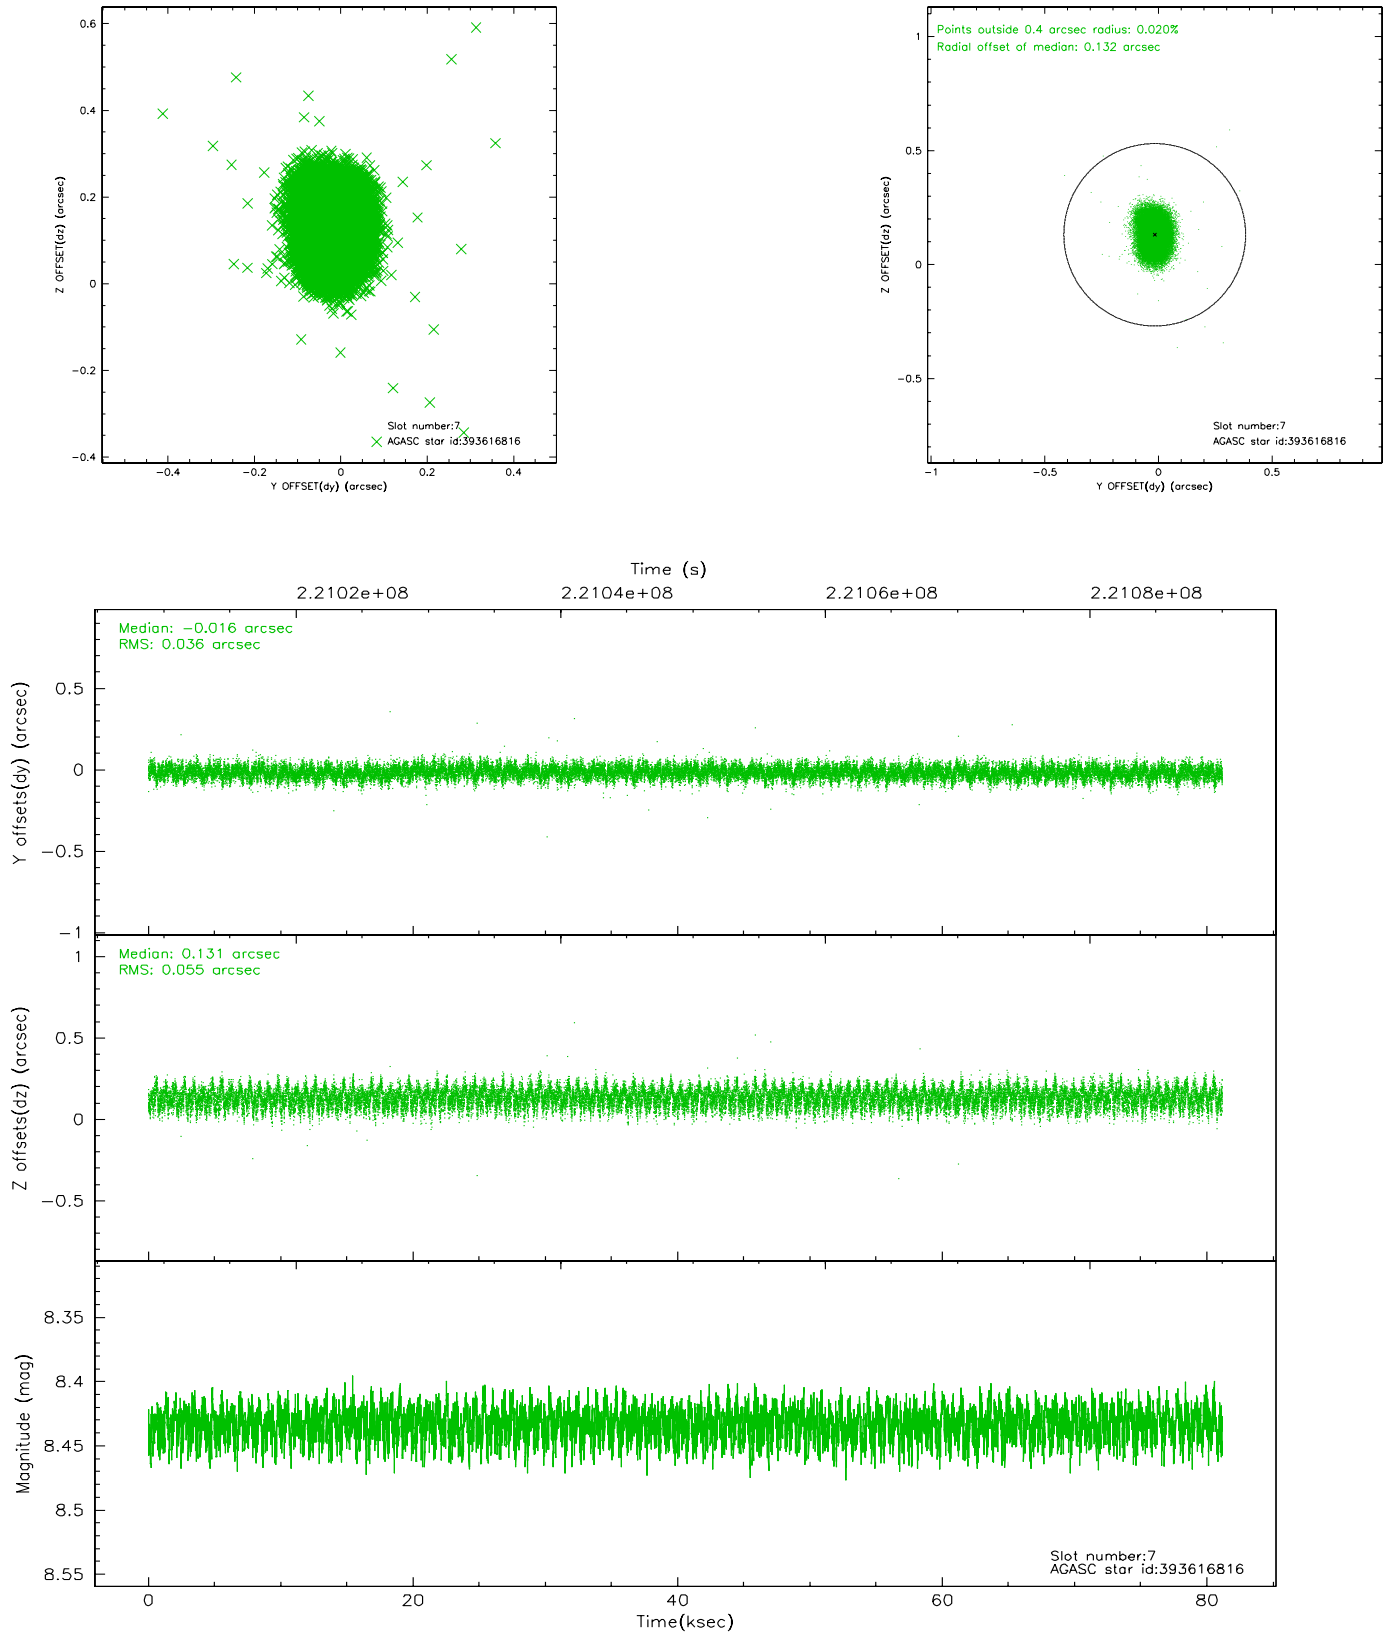 0.6
0.4
0.2
0
−0.2
−0.4
Z OFFSET(dz) (arcsec)
−0.4
−0.2
0
0.2
0.4
Y OFFSET(dy) (arcsec)
Slot number:7
AGASC star id:393616816
Points outside 0.4 arcsec radius: 0.020%
Radial offset of median: 0.132 arcsec
1
0.5
0
−0.5
Z OFFSET(dz) (arcsec)
−1
−0.5
0
0.5
Y OFFSET(dy) (arcsec)
Slot number:7
AGASC star id:393616816
Time (s)
2.2102e+08
2.2104e+08
2.2106e+08
2.2108e+08
Median: −0.016 arcsec
RMS: 0.036 arcsec
0.5
0
−0.5
−1
Y offsets(dy) (arcsec)
Median: 0.131 arcsec
RMS: 0.055 arcsec
1
0.5
0
−0.5
Z offsets(dz) (arcsec)
8.35
8.4
8.45
8.5
8.55
Magnitude (mag)
Slot number:7
AGASC star id:393616816
0
20
40
60
80
Time(ksec)